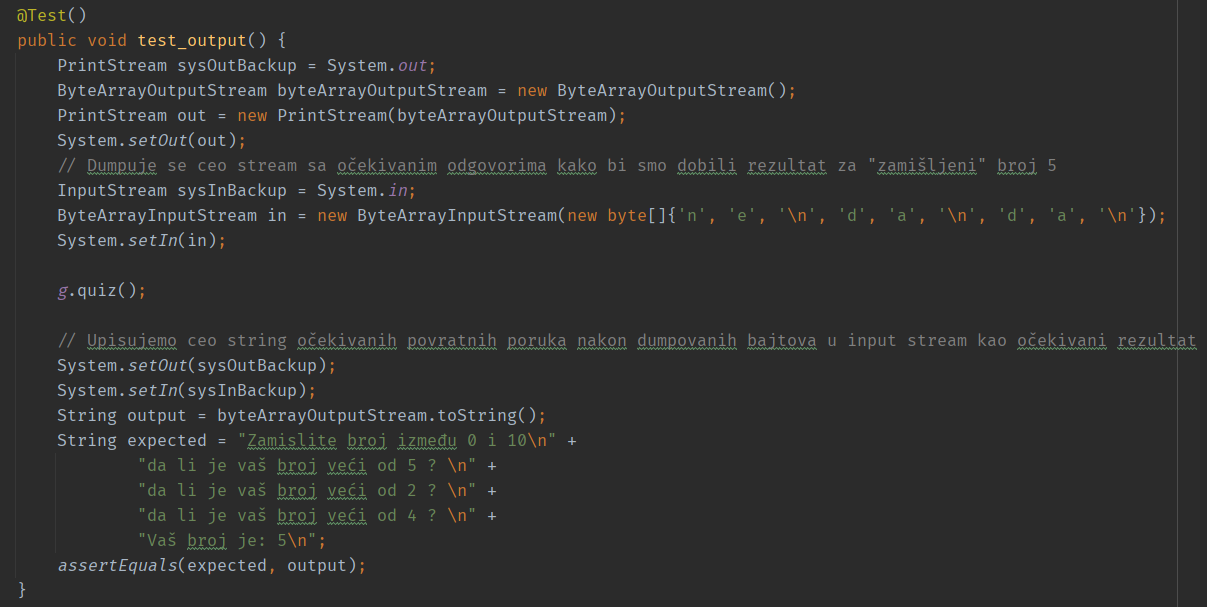 @Test()
public void test_output() {
    PrintStream sysOutBackup = System.out;
    ByteArrayOutputStream byteArrayOutputStream = new ByteArrayOutputStream();
    PrintStream out = new PrintStream(byteArrayOutputStream);
    System.setOut(out);
    // Dumpuje se ceo stream sa očekivanim odgovorima kako bi smo dobili rezultat za "zamišljeni" broj 5
    InputStream sysInBackup = System.in;
    ByteArrayInputStream in = new ByteArrayInputStream(new byte[]{'n', 'e', '\n', 'd', 'a', '\n', 'd', 'a', '\n'});
    System.setIn(in);

    g.quiz();

    // Upisujemo ceo string očekivanih povratnih poruka nakon dumpovanih bajtova u input stream kao očekivani rezultat
    System.setOut(sysOutBackup);
    System.setIn(sysInBackup);
    String output = byteArrayOutputStream.toString();
    String expected = "Zamislite broj između 0 i 10\n" +
            "da li je vaš broj veći od 5 ? \n" +
            "da li je vaš broj veći od 2 ? \n" +
            "da li je vaš broj veći od 4 ? \n" +
            "Vaš broj je: 5\n";
    assertEquals(expected, output);
}